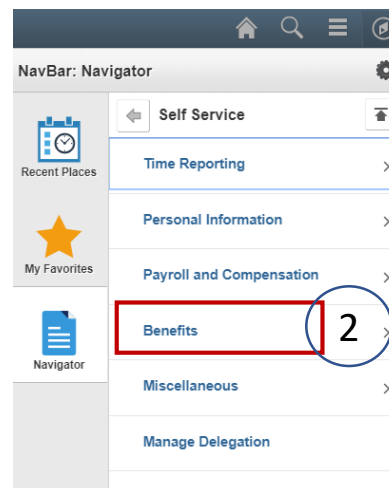 NavBar: Navigator
Self Service
Recent Places
Time Reporting
Personal Information
My Favorites
Payroll and Compensation
Benefits
2
Navigator
Miscellaneous
Manage Delegation